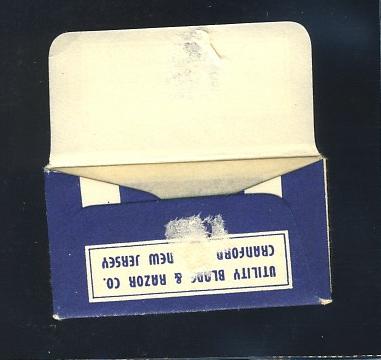 UTILITY BLADE & RAZOR CO.
CRANFORD NEW JERSEY